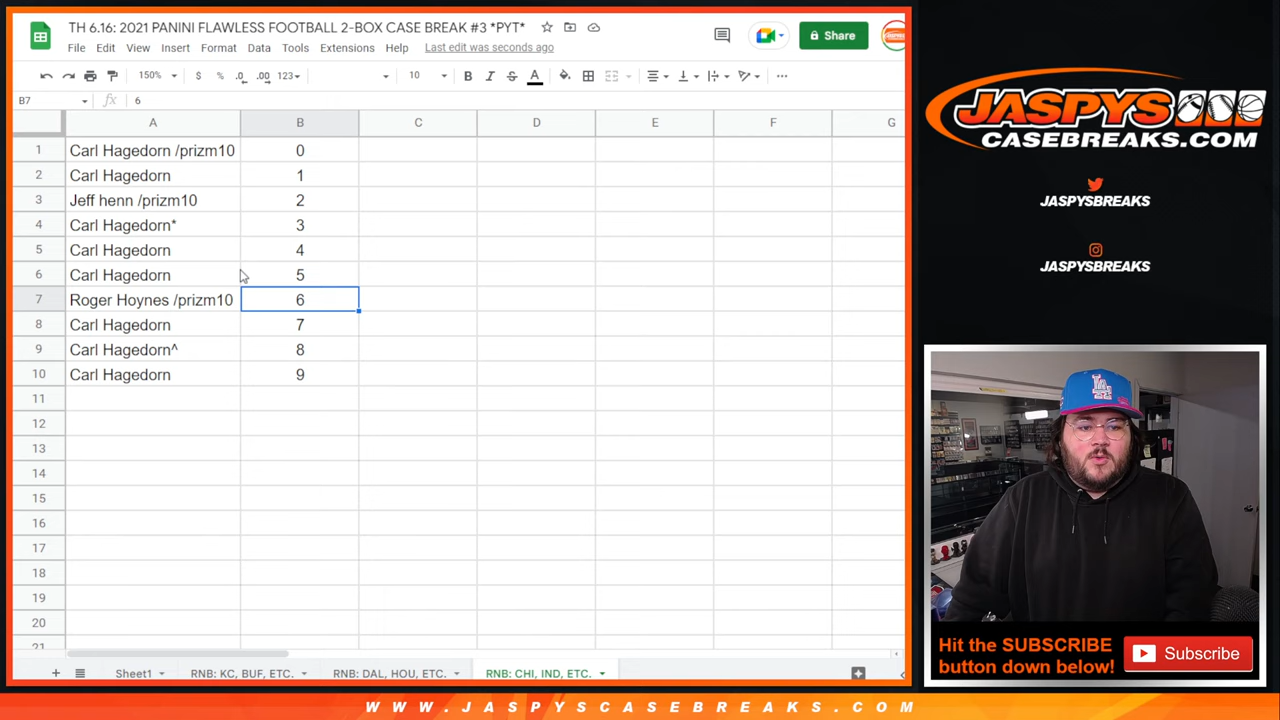 TH 6.16: 2021 PANINI FLAWLESS FOOTBALL 2-BOX CASE BREAK #3 *PYT*
File Edit View Insert Format Data Tools Extensions Help Last edit was seconds ago
Share
150% $ % .0 .00 123 10 B I S A
B7 fx 6
A B C D E F G
1 Carl Hagedorn /prizm10 0
2 Carl Hagedorn 1
3 Jeff henn /prizm10 2
4 Carl Hagedorn* 3
5 Carl Hagedorn 4
6 Carl Hagedorn 5
7 Roger Hoynes /prizm10 6
8 Carl Hagedorn 7
9 Carl Hagedorn^ 8
10 Carl Hagedorn 9
11
12
13
14
15
16
17
18
19
20
21
Sheet1 RNB: KC, BUF, ETC. RNB: DAL, HOU, ETC. RNB: CHI, IND, ETC.
JASPYS
CASEBREAKS.COM
JASPYSBREAKS
JASPYSBREAKS
LA
Hit the SUBSCRIBE
button down below!
Subscribe
WWW.JASPYSCASEBREAKS.COM